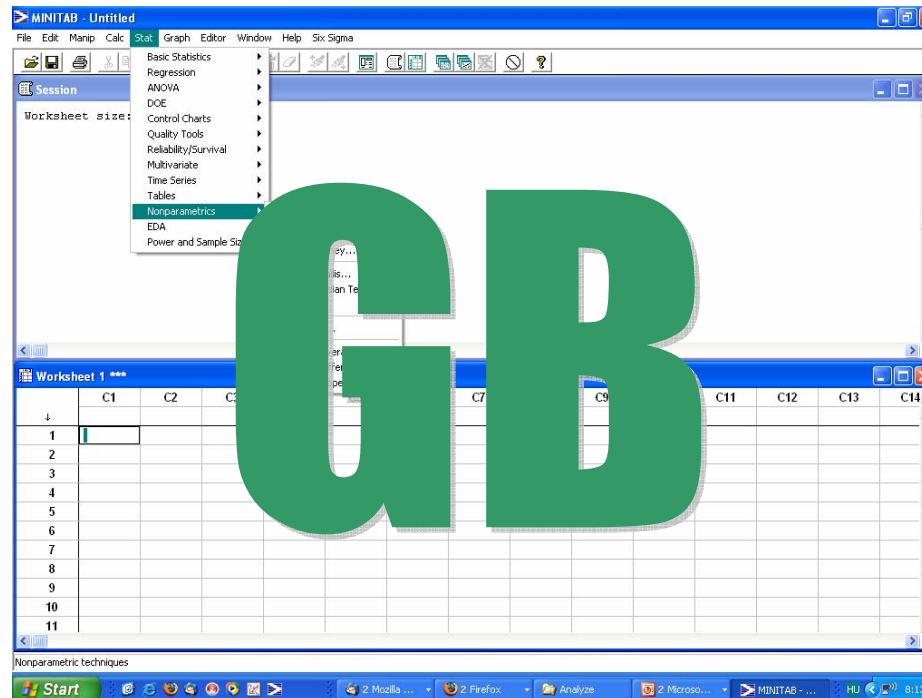 MINITAB - Untitled
File Edit Manip Calc Stat Graph Editor Window Help Six Sigma
Session
Worksheet size:
Basic Statistics
Regression
ANOVA
DOE
Control Charts
Quality Tools
Reliability/Survival
Multivariate
Time Series
Tables
Nonparametrics
EDA
Power and Sample
GB
Worksheet 1 ***
C1 C2 C7 C9 C11 C12 C13 C14
↓
1
2
3
4
5
6
7
8
9
10
11
Nonparametric techniques
Start 2 Mozilla ... 2 Firefox Analyze 2 Microso... MINITAB - ... HU